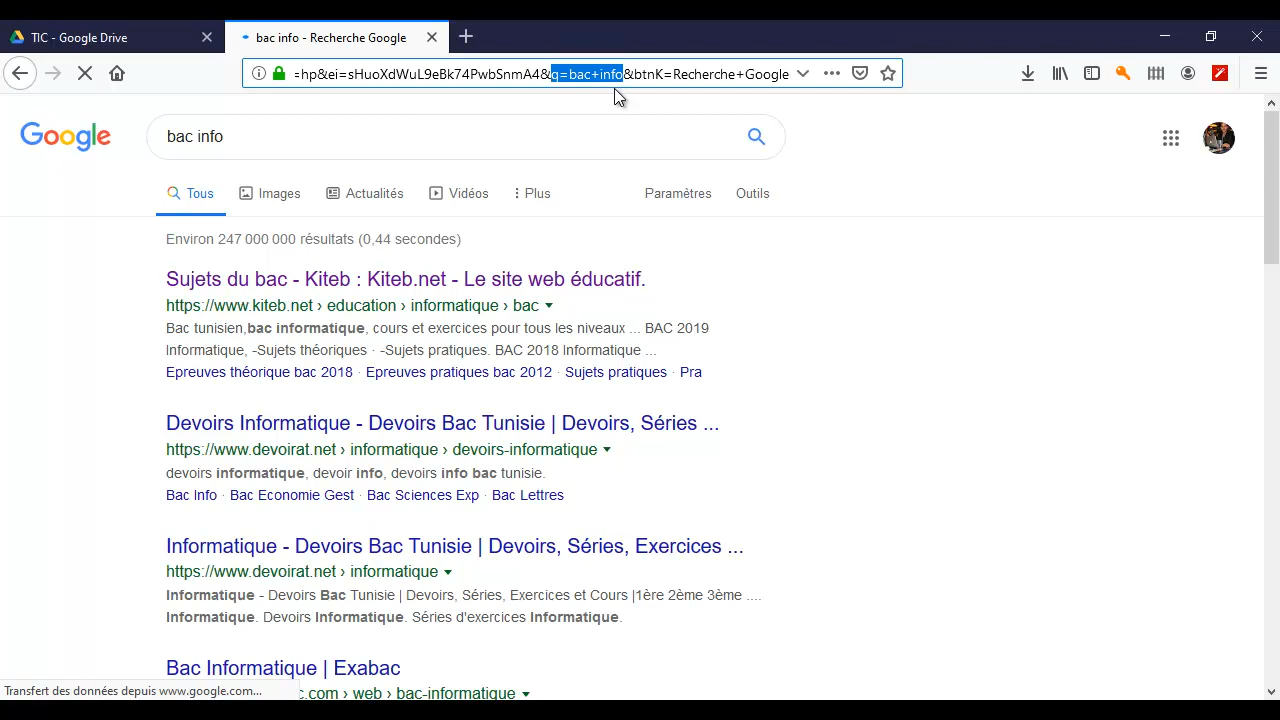 TIC - Google Drive
bac info - Recherche Google
=hp&ei=sHuoXdWuL9eBk74PwbSmnA4&q=bac+info&btnK=Recherche+Google
Google
bac info
Tous
Images
Actualités
Vidéos
Plus
Paramètres
Outils
Environ 247 000 000 résultats (0,44 secondes)
Sujets du bac - Kiteb : Kiteb.net - Le site web éducatif.
https://www.kiteb.net › education › informatique › bac
Bac tunisien,bac informatique, cours et exercices pour tous les niveaux ... BAC 2019
Informatique, -Sujets théoriques · -Sujets pratiques. BAC 2018 Informatique ...
Epreuves théorique bac 2018 · Epreuves pratiques bac 2012 · Sujets pratiques · Pra
Devoirs Informatique - Devoirs Bac Tunisie | Devoirs, Séries ...
https://www.devoirat.net › informatique › devoirs-informatique
devoirs informatique, devoir info, devoirs info bac tunisie.
Bac Info · Bac Economie Gest · Bac Sciences Exp · Bac Lettres
Informatique - Devoirs Bac Tunisie | Devoirs, Séries, Exercices ...
https://www.devoirat.net › informatique
Informatique - Devoirs Bac Tunisie | Devoirs, Séries, Exercices et Cours |1ère 2ème 3ème ....
Informatique. Devoirs Informatique. Séries d'exercices Informatique.
Bac Informatique | Exabac
c.com › web › bac-informatique
Transfert des données depuis www.google.com...